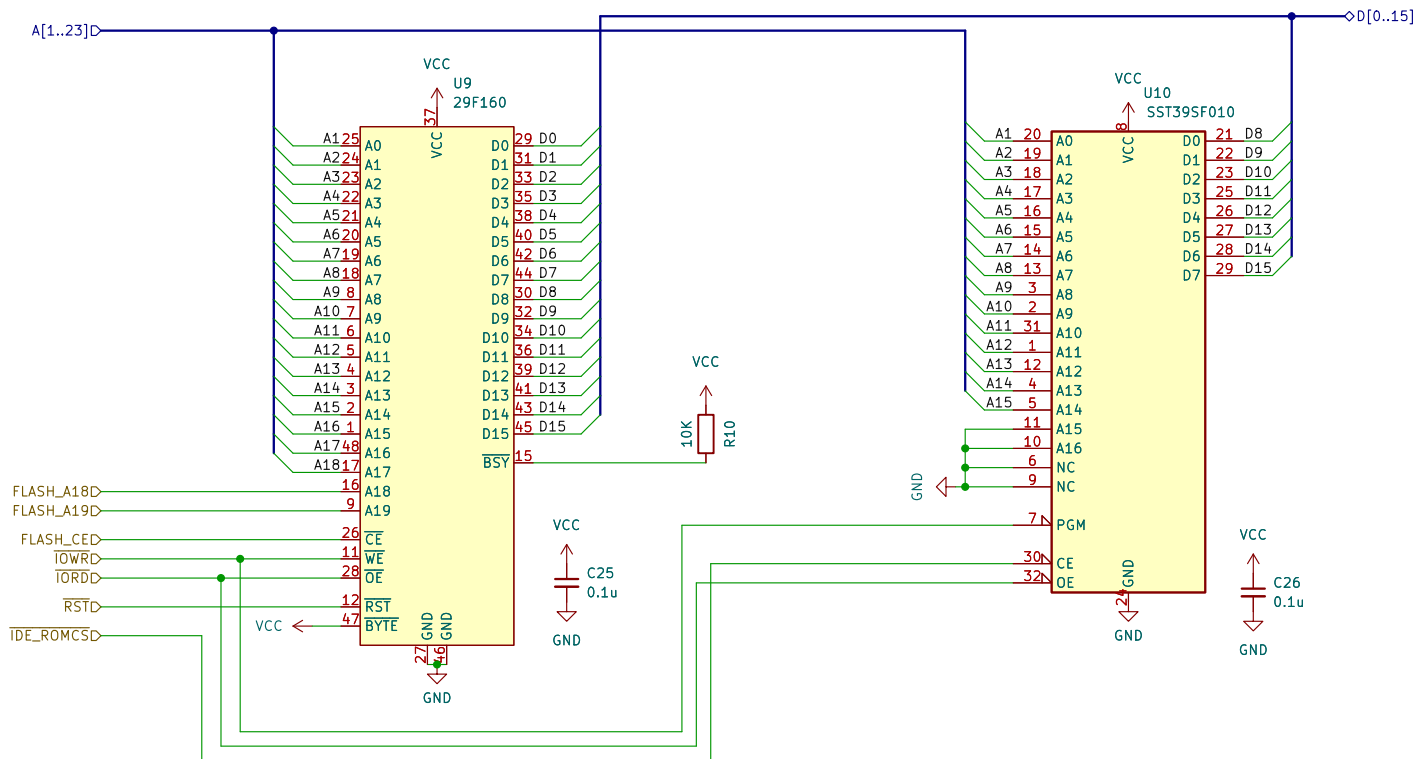 A[1..23]
D[0..15]
VCC
U9
29F160
37
VCC
A1 25 A0
A2 24 A1
A3 23 A2
A4 22 A3
A5 21 A4
A6 20 A5
A7 19 A6
A8 18 A7
A9 8 A8
A10 7 A9
A11 6 A10
A12 5 A11
A13 4 A12
A14 3 A13
A15 2 A14
A16 1 A15
A17 48 A16
A18 17 A17
FLASH_A18 16 A18
FLASH_A19 9 A19
FLASH_CE 26 CE
IOWR 11 WE
IORD 28 OE
RST 12 RST
VCC 47 BYTE
IDE_ROMCS
D0 29 D0
D1 31 D1
D2 33 D2
D3 35 D3
D4 38 D4
D5 40 D5
D6 42 D6
D7 44 D7
D8 30 D8
D9 32 D9
D10 34 D10
D11 36 D11
D12 39 D12
D13 41 D13
D14 43 D14
D15 45 D15
BSY 15
GND GND
27 46
GND
VCC
10K
R10
VCC
C25
0.1u
GND
VCC
U10
SST39SF010
8
VCC
A1 20 A0
A2 19 A1
A3 18 A2
A4 17 A3
A5 16 A4
A6 15 A5
A7 14 A6
A8 13 A7
A9 3 A8
A10 2 A9
A11 31 A10
A12 1 A11
A13 12 A12
A14 4 A13
A15 5 A14
11 A15
10 A16
6 NC
GND 9 NC
7 PGM
30 CE
32 OE
D0 21 D8
D1 22 D9
D2 23 D10
D3 25 D11
D4 26 D12
D5 27 D13
D6 28 D14
D7 29 D15
GND
24
GND
VCC
C26
0.1u
GND